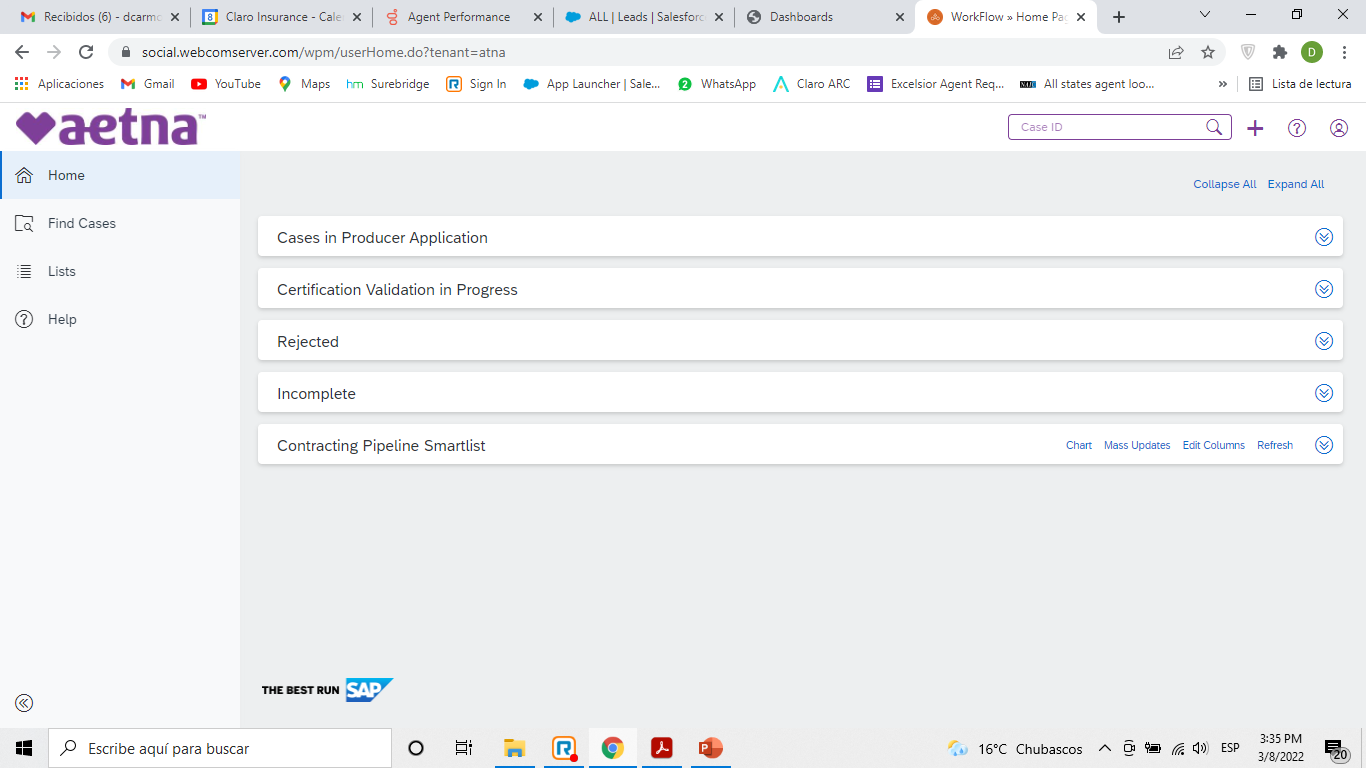 Recibidos (6) - dcarmo
Claro Insurance - Cale
Agent Performance
ALL | Leads | Salesforc
Dashboards
WorkFlow » Home Pag
social.webcomserver.com/wpm/userHome.do?tenant=atna
D
Aplicaciones
Gmail
YouTube
Maps
hm Surebridge
Sign In
App Launcher | Sale...
WhatsApp
Claro ARC
Excelsior Agent Req...
All states agent loo...
»
Lista de lectura
aetna™
Case ID
Home
Find Cases
Lists
Help
Collapse All Expand All
Cases in Producer Application
Certification Validation in Progress
Rejected
Incomplete
Contracting Pipeline Smartlist
Chart Mass Updates Edit Columns Refresh
THE BEST RUN SAP
Escribe aquí para buscar
16°C Chubascos
ESP
3:35 PM
3/8/2022
20